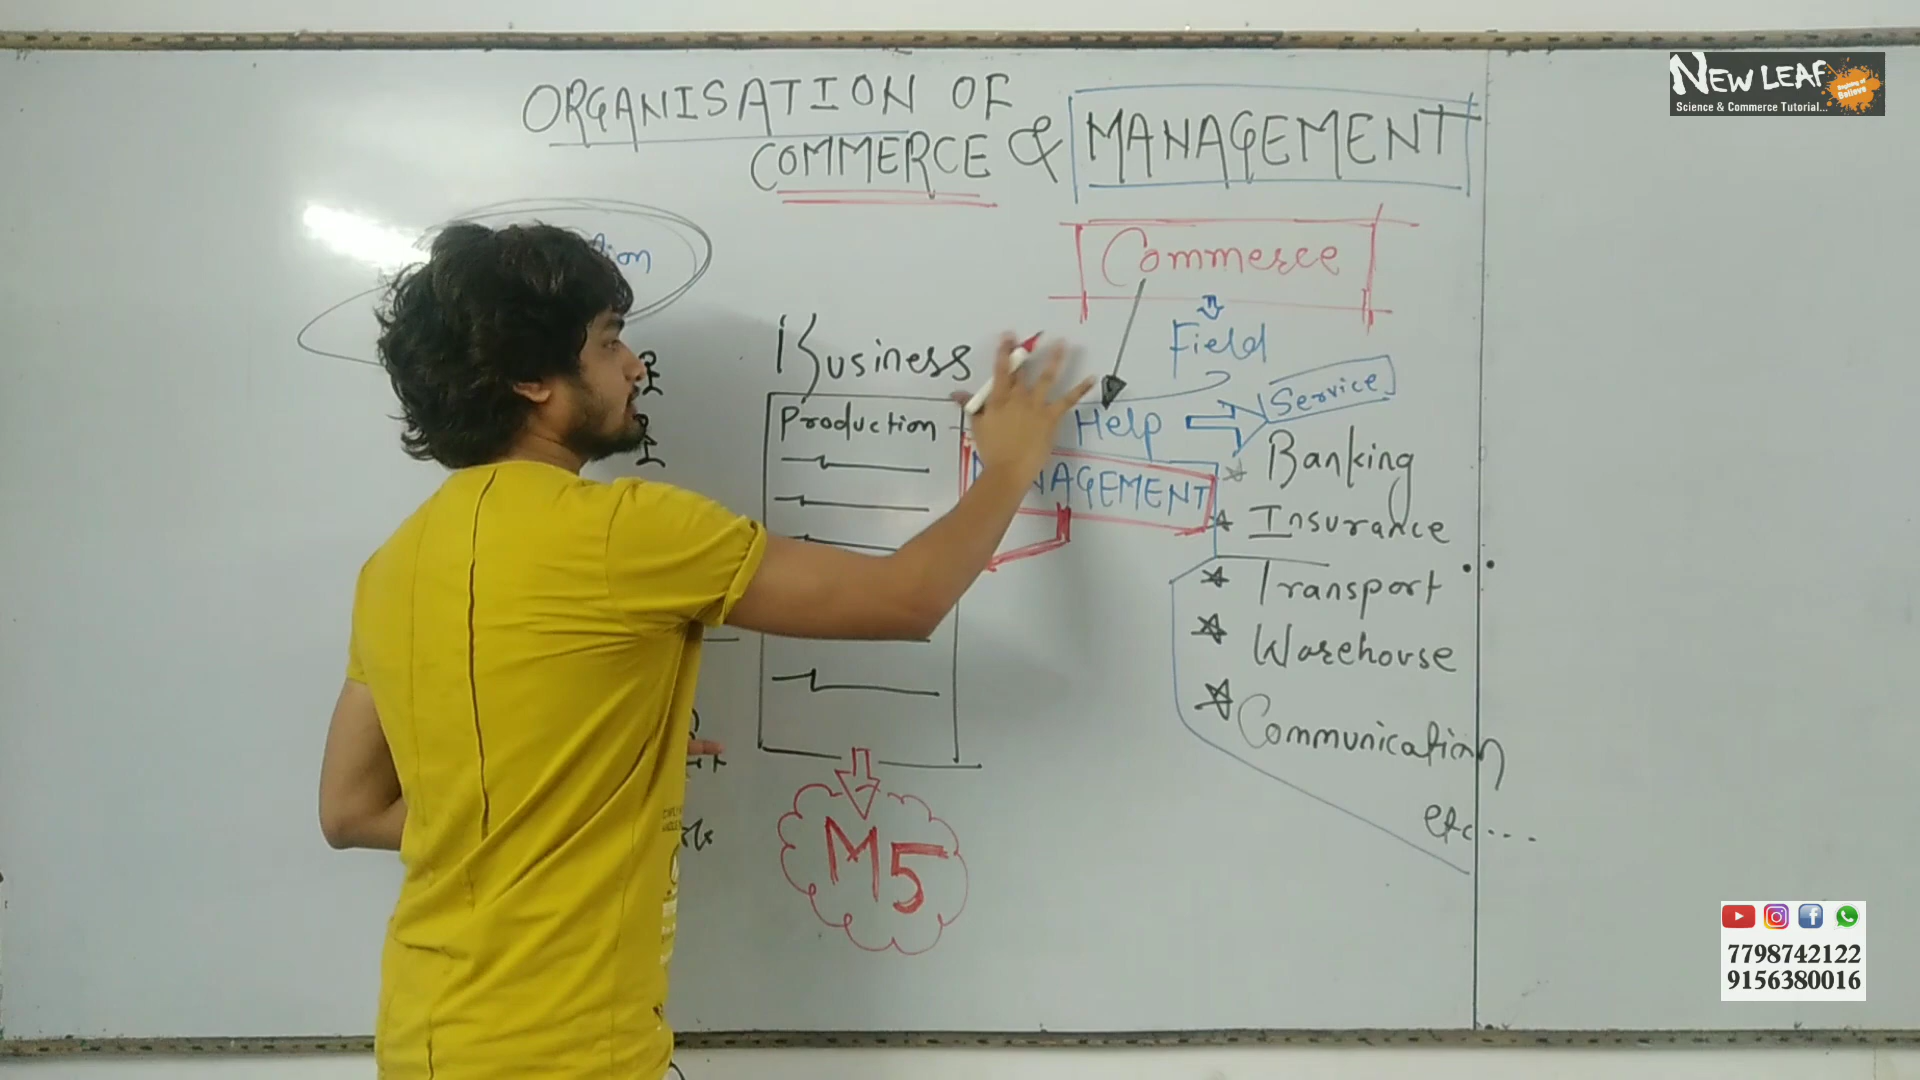 ORGANISATION OF
COMMERCE & MANAGEMENT
NEW LEAF
Science & Commerce Tutorial...
Commerce
Field
Business
Production
Help
Service
MANAGEMENT
Banking
Insurance
Transport
Warehouse
Communication
etc...
M5
7798742122
9156380016